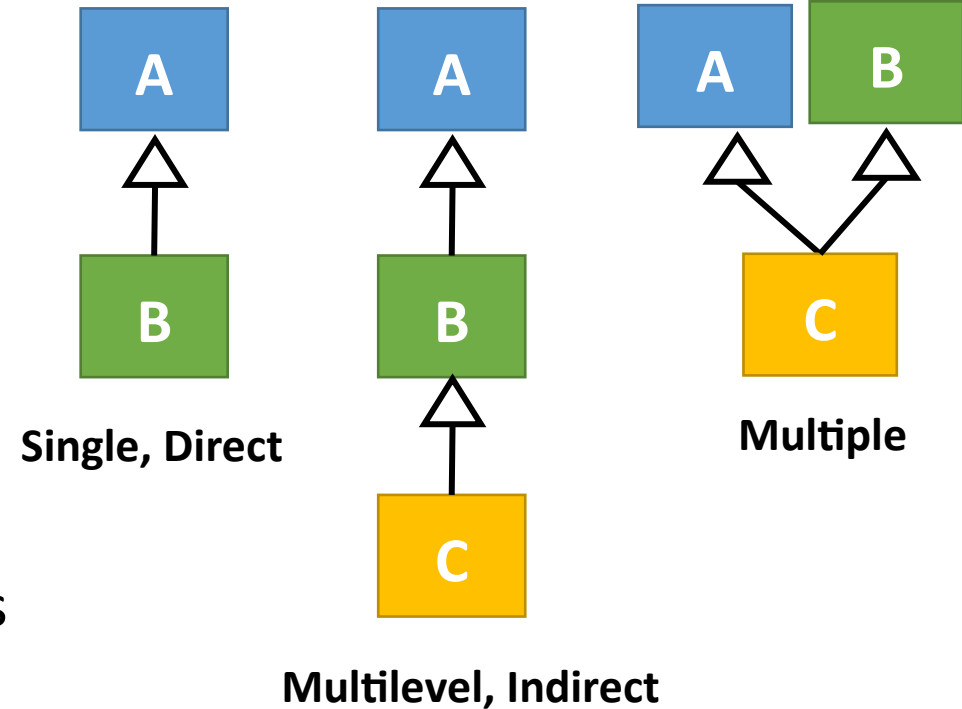 A
B
Single, Direct
A
B
C
Multilevel, Indirect
A B
C
Multiple
s